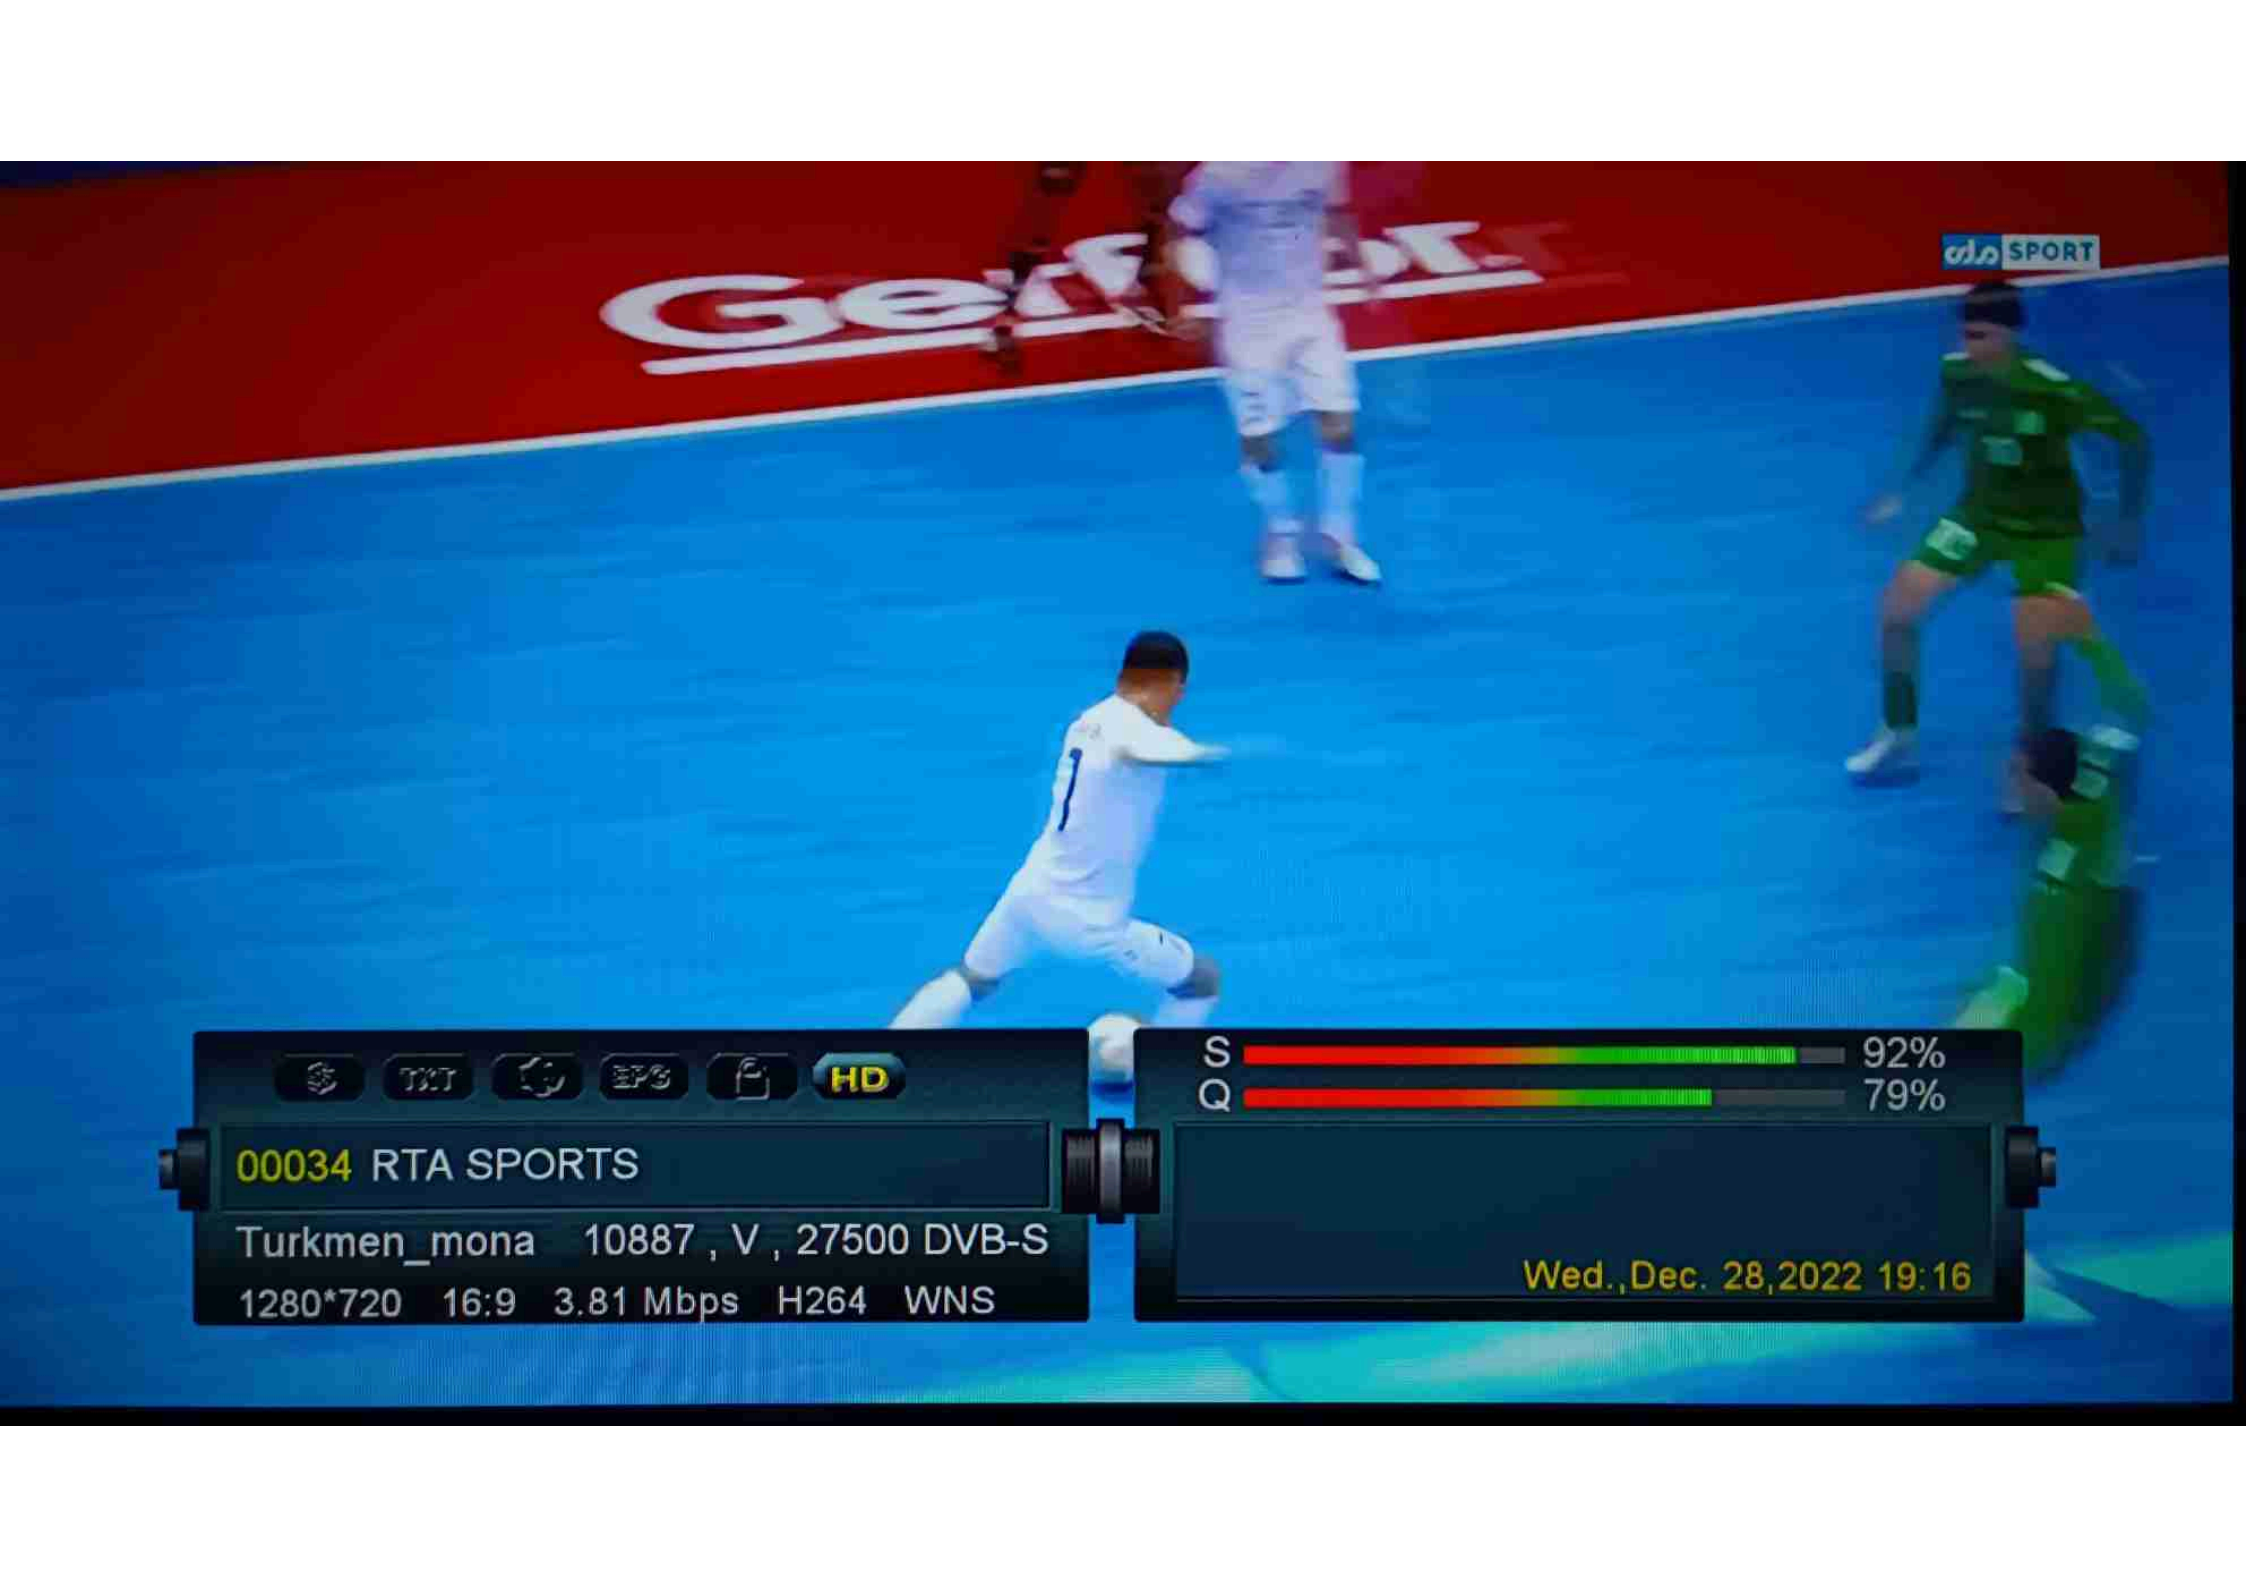 SPORT
S 92%
Q 79%
TXT EPG HD
00034 RTA SPORTS
Turkmen_mona 10887 , V , 27500 DVB-S
1280*720 16:9 3.81 Mbps H264 WNS
Wed.,Dec. 28,2022 19:16